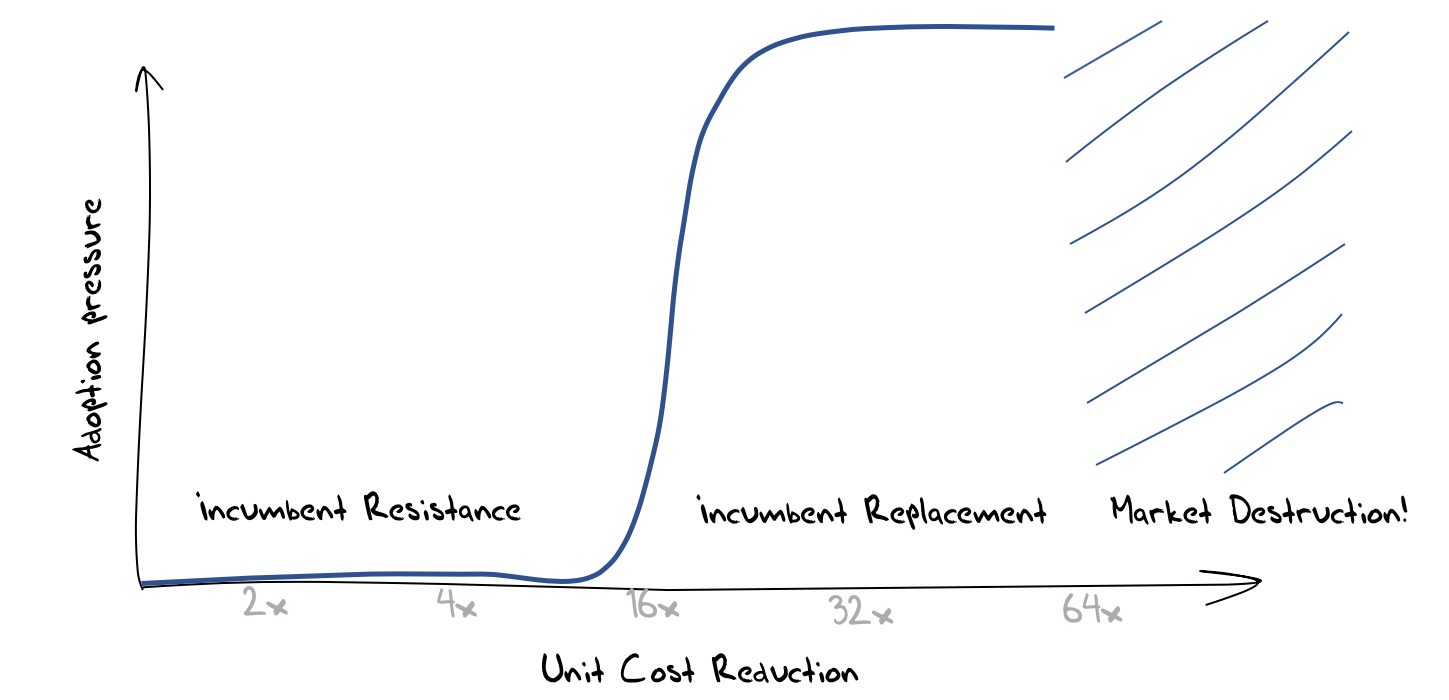 Adoption pressure
incumbent Resistance
incumbent Replacement
Market Destruction!
2x
4x
16x
32x
64x
Unit Cost Reduction